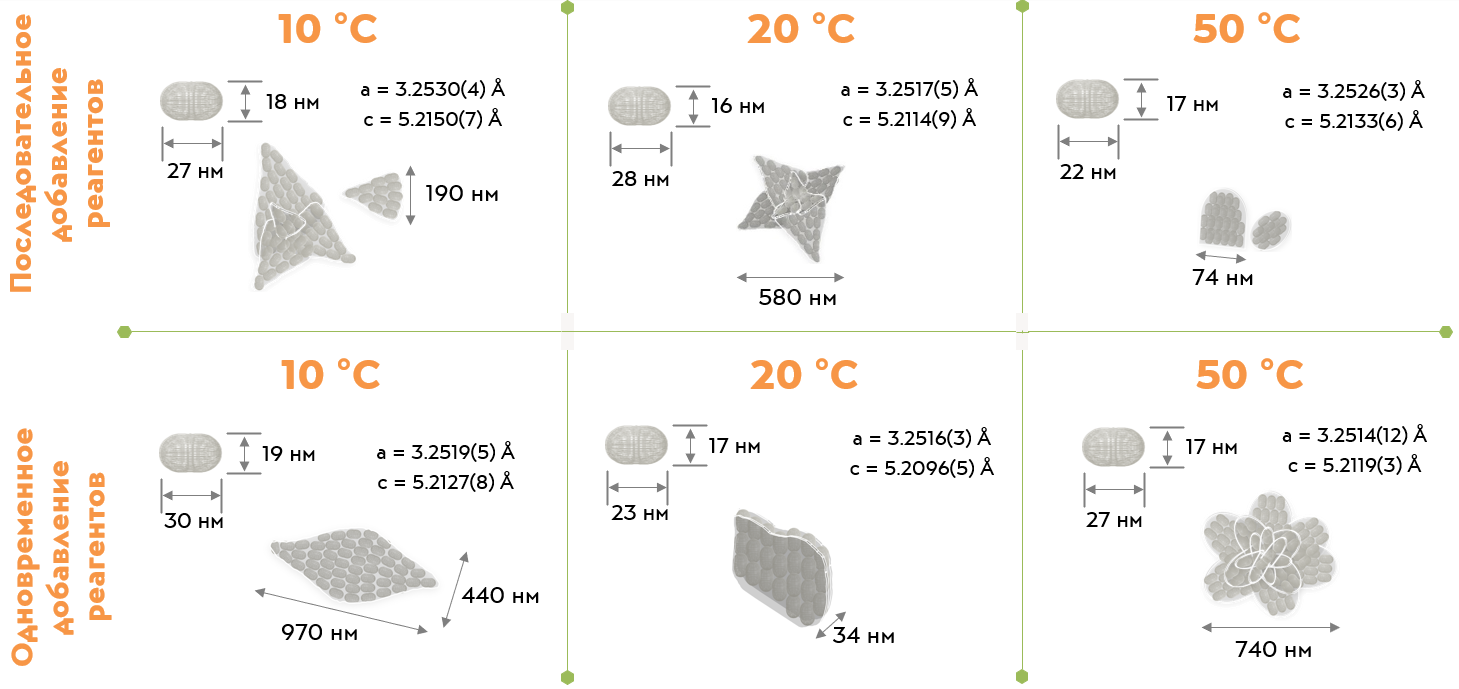 Последовательное
добавление
реагентов
10 °C
18 нм
27 нм
a = 3.2530(4) Å
c = 5.2150(7) Å
190 нм
20 °C
16 нм
28 нм
a = 3.2517(5) Å
c = 5.2114(9) Å
580 нм
50 °C
17 нм
22 нм
a = 3.2526(3) Å
c = 5.2133(6) Å
74 нм
Одновременное
добавление
реагентов
10 °C
19 нм
30 нм
a = 3.2519(5) Å
c = 5.2127(8) Å
440 нм
970 нм
20 °C
17 нм
23 нм
a = 3.2516(3) Å
c = 5.2096(5) Å
34 нм
50 °C
17 нм
27 нм
a = 3.2514(12) Å
c = 5.2119(3) Å
740 нм